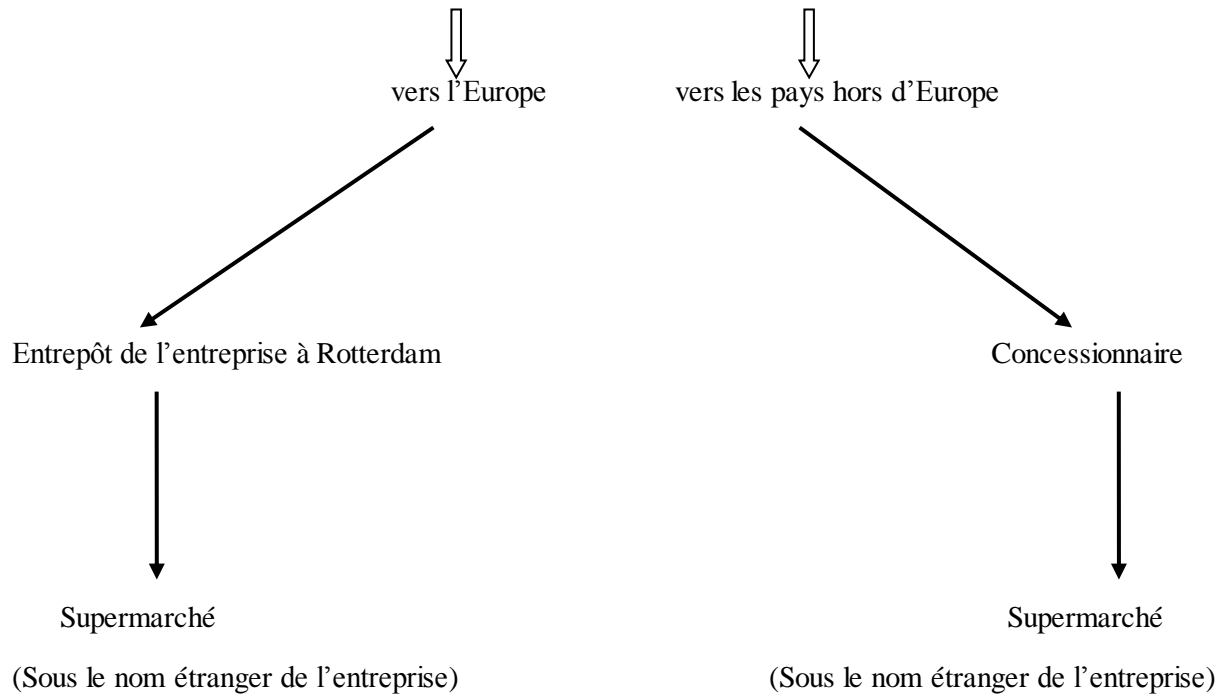 vers l’Europe
vers les pays hors d’Europe
Entrepôt de l’entreprise à Rotterdam
Concessionnaire
Supermarché
Supermarché
(Sous le nom étranger de l’entreprise)
(Sous le nom étranger de l’entreprise)